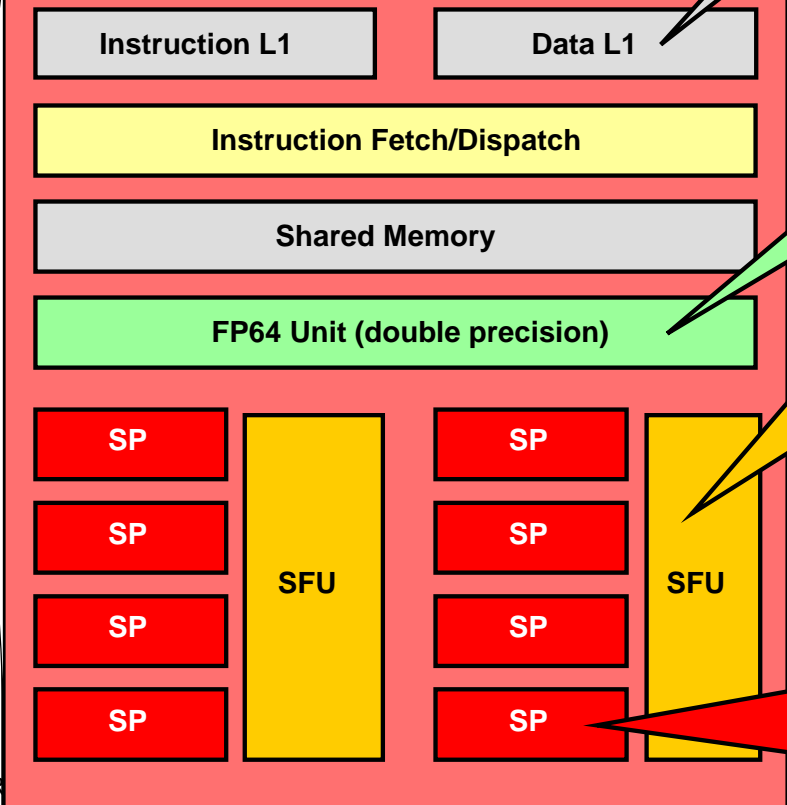 Instruction L1
Data L1
Instruction Fetch/Dispatch
Shared Memory
FP64 Unit (double precision)
SP
SP
SP
SP
SFU
SFU
SP
SP
SP
SP